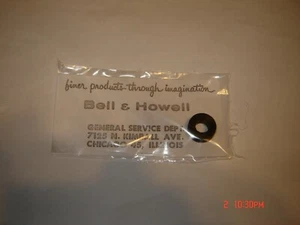 finer products through imagination
Bell & Howell
GENERAL SERVICE DEPT.
7125 N. KIMBALL AVE.
CHICAGO 45, ILLINOIS
2 10:30PM